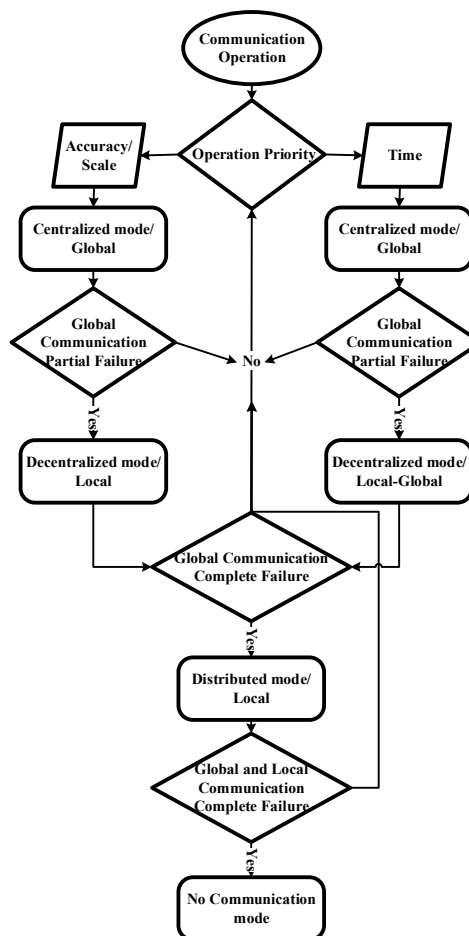 Communication
Operation
Operation Priority
Accuracy/
Scale
Time
Centralized mode/
Global
Centralized mode/
Global
Global
Communication
Partial Failure
Global
Communication
Partial Failure
No
Yes
Yes
Decentralized mode/
Local
Decentralized mode/
Local-Global
Global Communication
Complete Failure
Yes
Distributed mode/
Local
Global and Local
Communication
Complete Failure
Yes
No Communication
mode